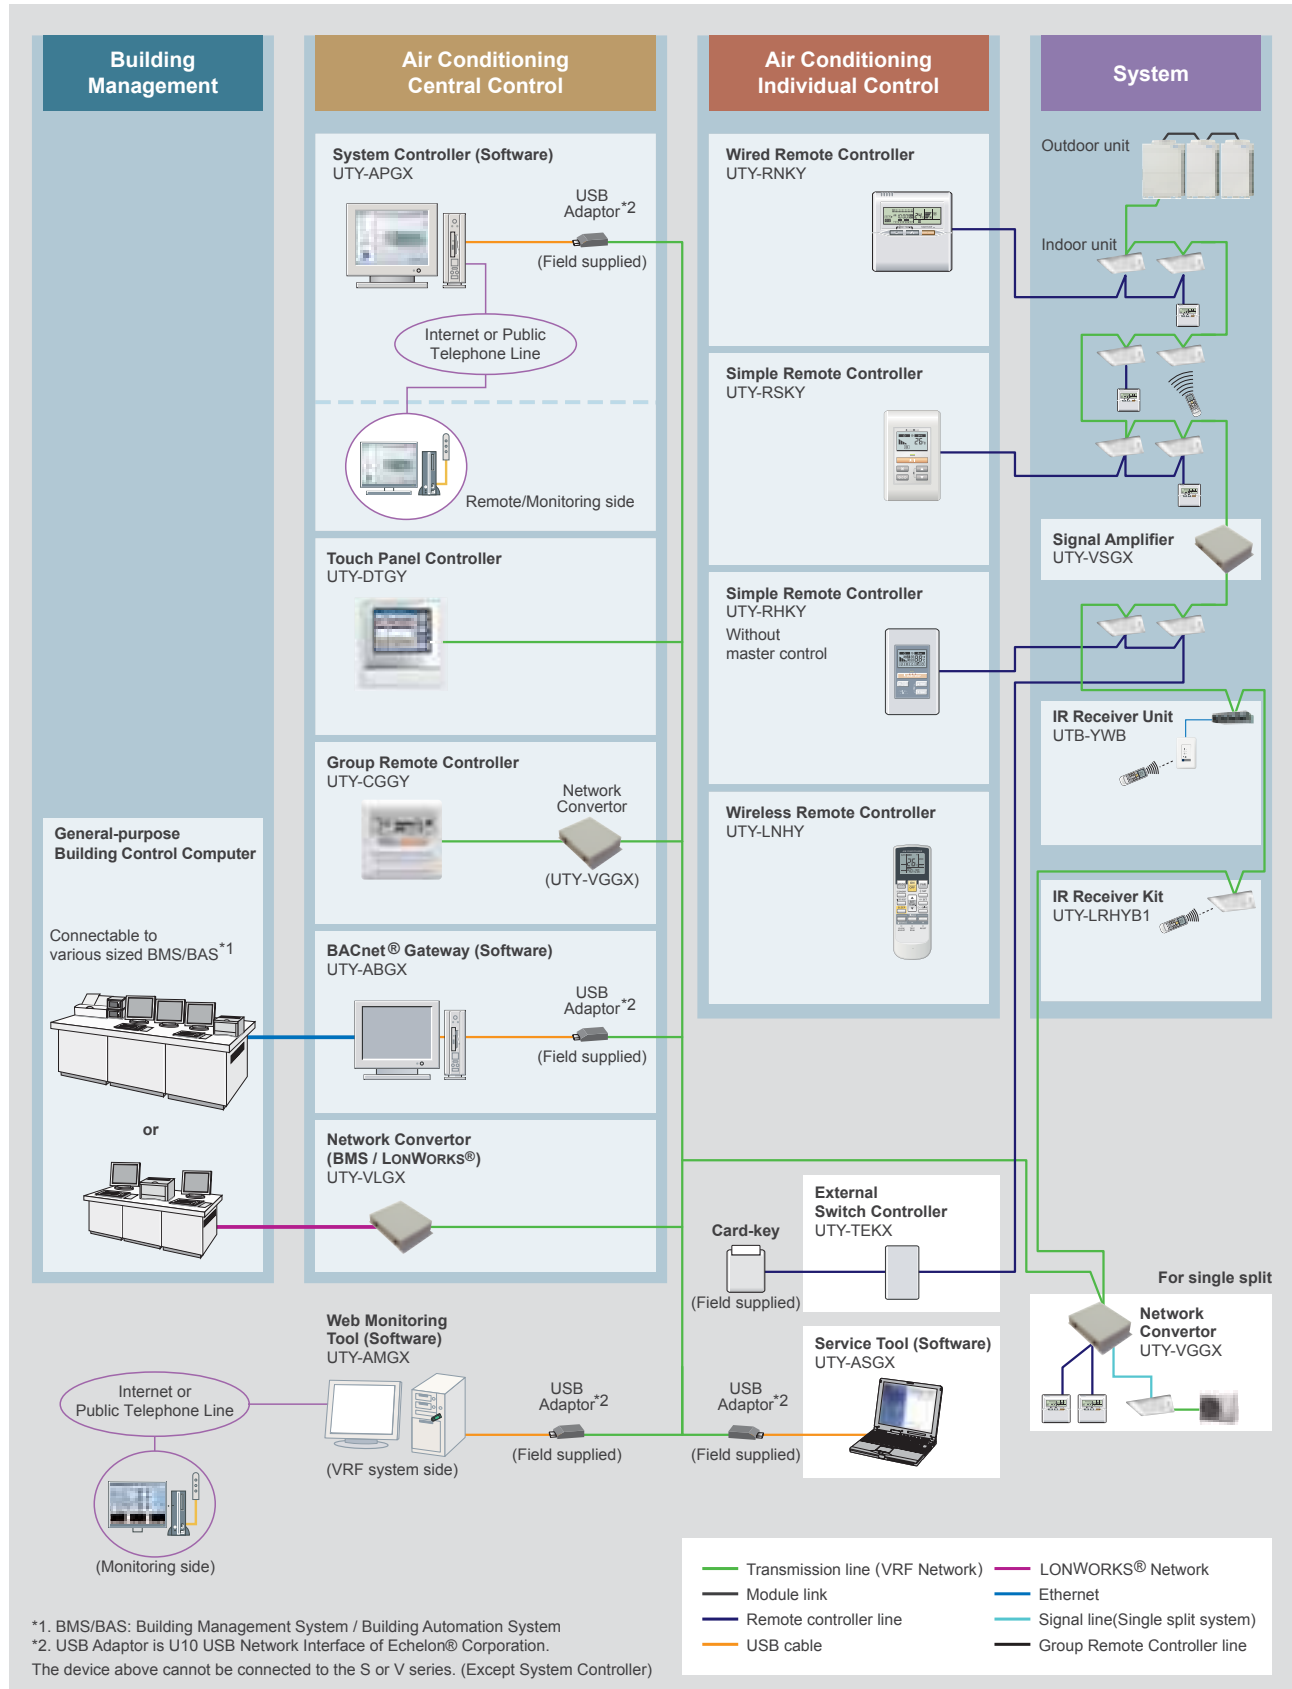 Building
Management
Air Conditioning
Central Control
Air Conditioning
Individual Control
System
System Controller (Software)
UTY-APGX
USB
Adaptor*2
(Field supplied)
Internet or Public
Telephone Line
Remote/Monitoring side
Touch Panel Controller
UTY-DTGY
Group Remote Controller
UTY-CGGY
Network
Convertor
(UTY-VGGX)
BACnet® Gateway (Software)
UTY-ABGX
USB
Adaptor*2
(Field supplied)
Network Convertor
(BMS / LONWORKS®)
UTY-VLGX
General-purpose
Building Control Computer
Connectable to
various sized BMS/BAS*1
or
Wired Remote Controller
UTY-RNKY
Simple Remote Controller
UTY-RSKY
Simple Remote Controller
UTY-RHKY
Without
master control
Wireless Remote Controller
UTY-LNHY
Outdoor unit
Indoor unit
Signal Amplifier
UTY-VSGX
IR Receiver Unit
UTB-YWB
IR Receiver Kit
UTY-LRHYB1
External
Switch Controller
UTY-TEKX
Card-key
(Field supplied)
For single split
Network
Convertor
UTY-VGGX
Web Monitoring
Tool (Software)
UTY-AMGX
(VRF system side)
USB
Adaptor*2
(Field supplied)
USB
Adaptor*2
(Field supplied)
Service Tool (Software)
UTY-ASGX
Internet or
Public Telephone Line
(Monitoring side)
Transmission line (VRF Network)
Module link
Remote controller line
USB cable
LONWORKS® Network
Ethernet
Signal line(Single split system)
Group Remote Controller line
*1. BMS/BAS: Building Management System / Building Automation System
*2. USB Adaptor is U10 USB Network Interface of Echelon® Corporation.
The device above cannot be connected to the S or V series. (Except System Controller)